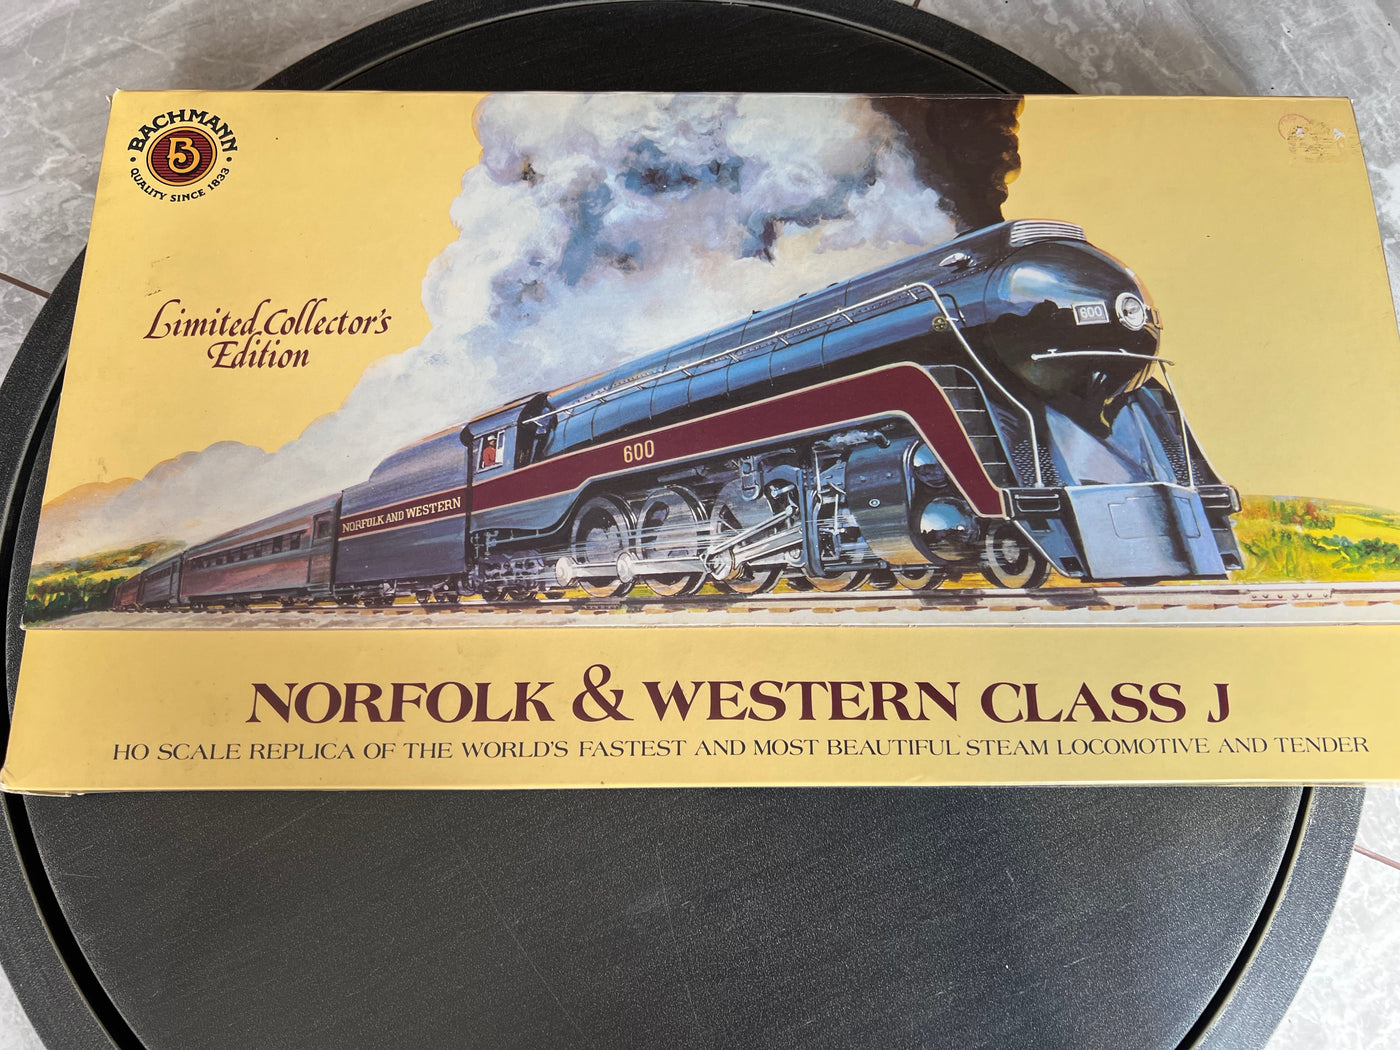 BACHMANN
B
QUALITY SINCE 1833
Limited Collector's
Edition
600
600
NORFOLK AND WESTERN
NORFOLK & WESTERN CLASS J
HO SCALE REPLICA OF THE WORLD'S FASTEST AND MOST BEAUTIFUL STEAM LOCOMOTIVE AND TENDER